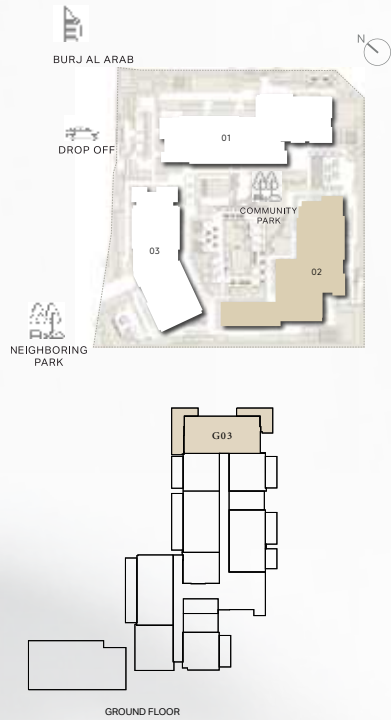 N
BURJ AL ARAB
01
DROP OFF
COMMUNITY
PARK
03
02
NEIGHBORING
PARK
G03
GROUND FLOOR